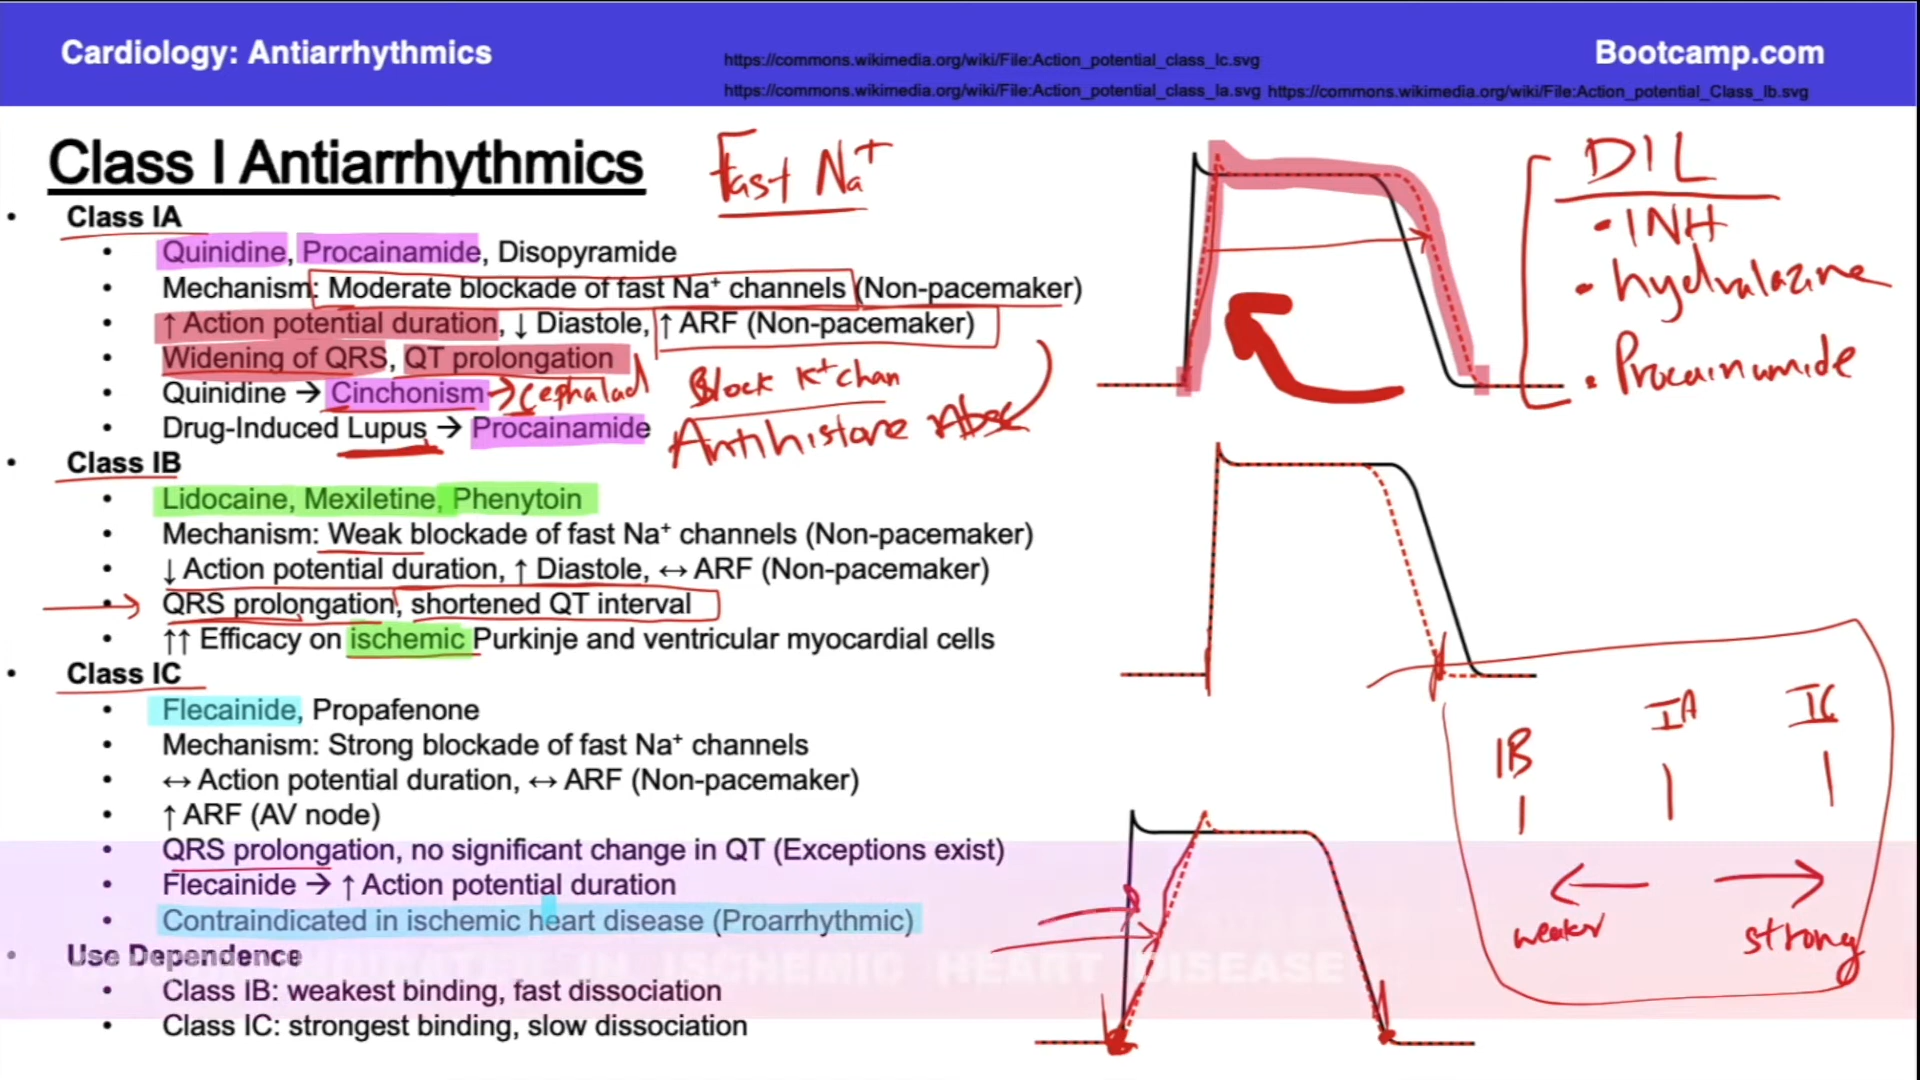 Cardiology: Antiarrhythmics
https://commons.wikimedia.org/wiki/File:Action_potential_class_Ic.svg
Bootcamp.com
https://commons.wikimedia.org/wiki/File:Action_potential_class_Ia.svg https://commons.wikimedia.org/wiki/File:Action_potential_Class_Ib.svg
Class I Antiarrhythmics
Fast Na+
DIL
• INH
• hydralazine
• Procainamide
• Class IA
• Quinidine, Procainamide, Disopyramide
• Mechanism: Moderate blockade of fast Na⁺ channels (Non-pacemaker)
• ↑ Action potential duration, ↓ Diastole, ↑ ARF (Non-pacemaker)
• Widening of QRS, QT prolongation
• Quinidine → Cinchonism → cephalad
Block K+ chan
• Drug-Induced Lupus → Procainamide
Antihistone Abs
• Class IB
• Lidocaine, Mexiletine, Phenytoin
• Mechanism: Weak blockade of fast Na⁺ channels (Non-pacemaker)
• ↓ Action potential duration, ↑ Diastole, ↔ ARF (Non-pacemaker)
• QRS prolongation, shortened QT interval
• ↑↑ Efficacy on ischemic Purkinje and ventricular myocardial cells
• Class IC
• Flecainide, Propafenone
• Mechanism: Strong blockade of fast Na⁺ channels
• ↔ Action potential duration, ↔ ARF (Non-pacemaker)
• ↑ ARF (AV node)
• QRS prolongation, no significant change in QT (Exceptions exist)
• Flecainide → ↑ Action potential duration
• Contraindicated in ischemic heart disease (Proarrhythmic)
• Use Dependence
IN ISCHEMIC HEART DISEASE
• Class IB: weakest binding, fast dissociation
• Class IC: strongest binding, slow dissociation
IB IA IC
weaker strong